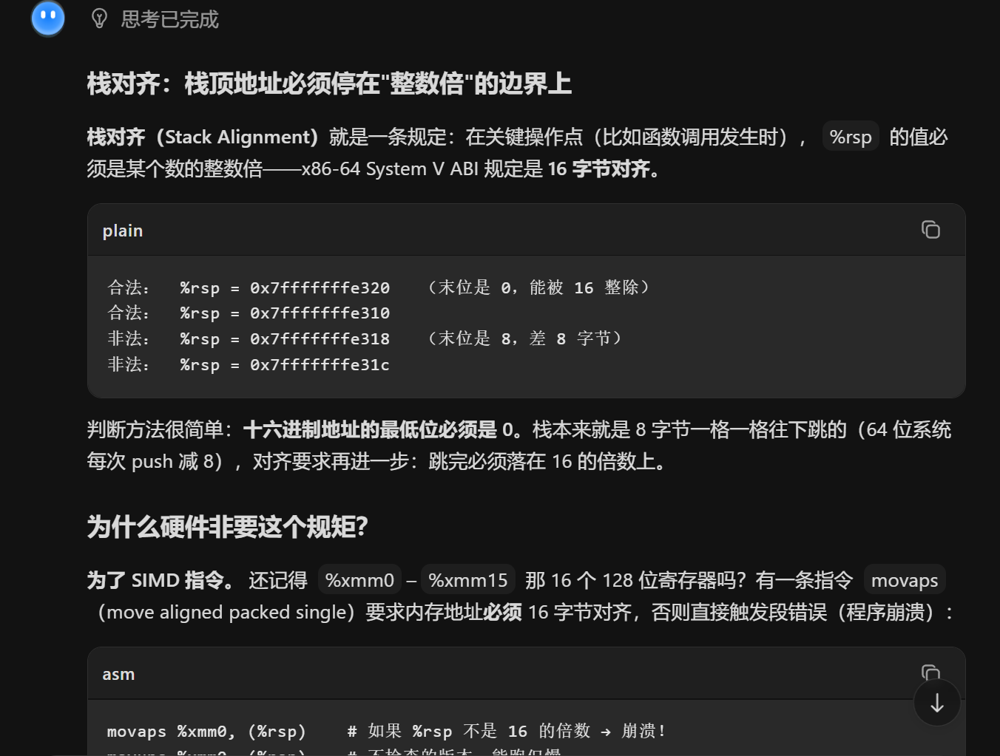 思考已完成
栈对齐：栈顶地址必须停在"整数倍"的边界上
栈对齐（Stack Alignment）就是一条规定：在关键操作点（比如函数调用发生时）， %rsp 的值必
须是某个数的整数倍——x86-64 System V ABI 规定是 16 字节对齐。
plain
合法： %rsp = 0x7fffffffe320 （末位是 0，能被 16 整除）
合法： %rsp = 0x7fffffffe310
非法： %rsp = 0x7fffffffe318 （末位是 8，差 8 字节）
非法： %rsp = 0x7fffffffe31c
判断方法很简单：十六进制地址的最低位必须是 0。栈本来就是 8 字节一格一格往下跳的（64 位系统
每次 push 减 8），对齐要求再进一步：跳完必须落在 16 的倍数上。
为什么硬件非要这个规矩？
为了 SIMD 指令。 还记得 %xmm0 – %xmm15 那 16 个 128 位寄存器吗？有一条指令 movaps
（move aligned packed single）要求内存地址必须 16 字节对齐，否则直接触发段错误（程序崩溃）：
asm
movaps %xmm0, (%rsp) # 如果 %rsp 不是 16 的倍数 → 崩溃！